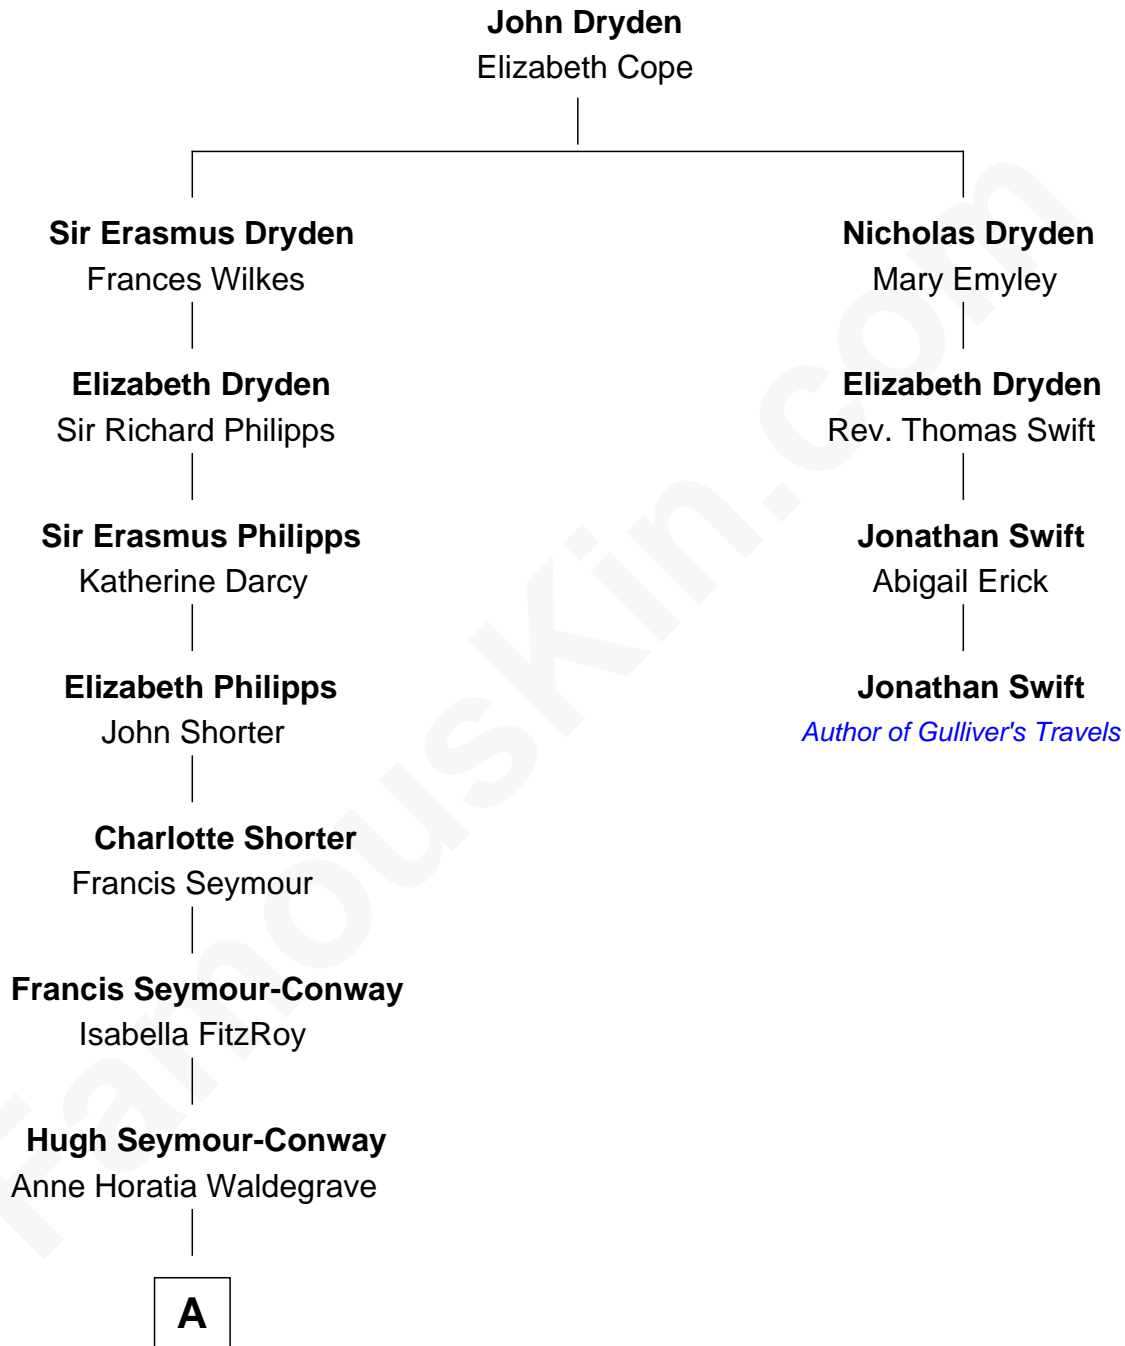 John Dryden
Elizabeth Cope
Sir Erasmus Dryden
Frances Wilkes
Elizabeth Dryden
Sir Richard Philipps
Sir Erasmus Philipps
Katherine Darcy
Elizabeth Philipps
John Shorter
Charlotte Shorter
Francis Seymour
Francis Seymour-Conway
Isabella FitzRoy
Hugh Seymour-Conway
Anne Horatia Waldegrave
A
Nicholas Dryden
Mary Emyley
Elizabeth Dryden
Rev. Thomas Swift
Jonathan Swift
Abigail Erick
Jonathan Swift
Author of Gulliver's Travels
FamousKin.com